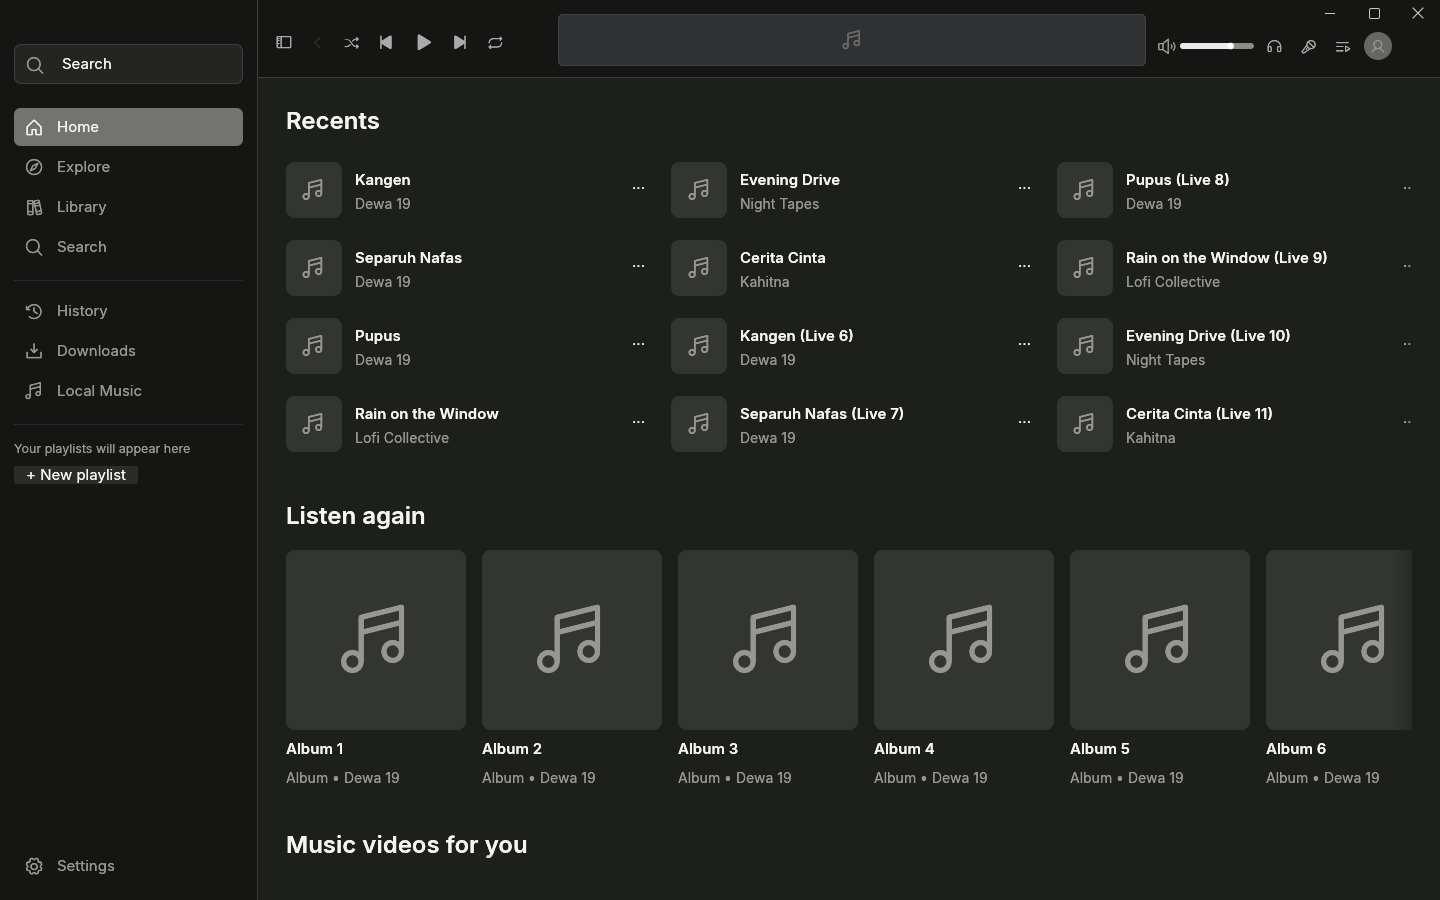 Search
Home
Explore
Library
Search
History
Downloads
Local Music
Your playlists will appear here
+ New playlist
Settings
Recents
Kangen
Dewa 19
Evening Drive
Night Tapes
Pupus (Live 8)
Dewa 19
Separuh Nafas
Dewa 19
Cerita Cinta
Kahitna
Rain on the Window (Live 9)
Lofi Collective
Pupus
Dewa 19
Kangen (Live 6)
Dewa 19
Evening Drive (Live 10)
Night Tapes
Rain on the Window
Lofi Collective
Separuh Nafas (Live 7)
Dewa 19
Cerita Cinta (Live 11)
Kahitna
Listen again
Album 1
Album • Dewa 19
Album 2
Album • Dewa 19
Album 3
Album • Dewa 19
Album 4
Album • Dewa 19
Album 5
Album • Dewa 19
Album 6
Album • Dewa 19
Music videos for you